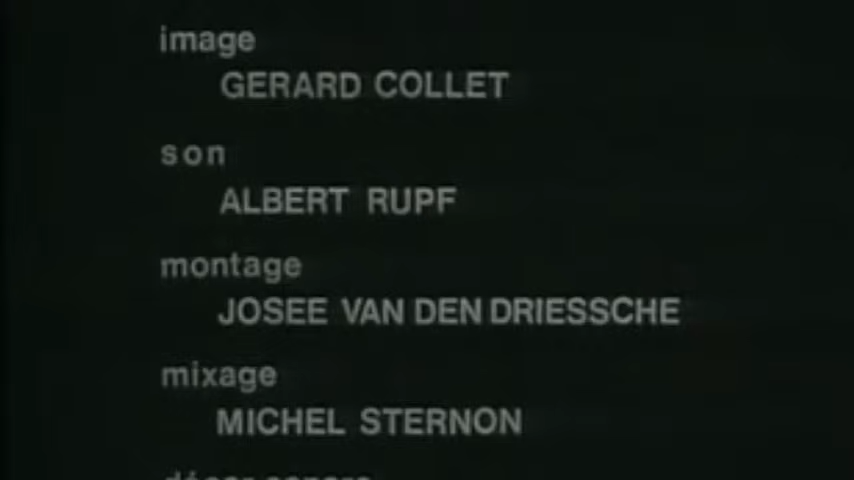 image
GERARD COLLET
son
ALBERT RUPF
montage
JOSEE VAN DEN DRIESSCHE
mixage
MICHEL STERNON